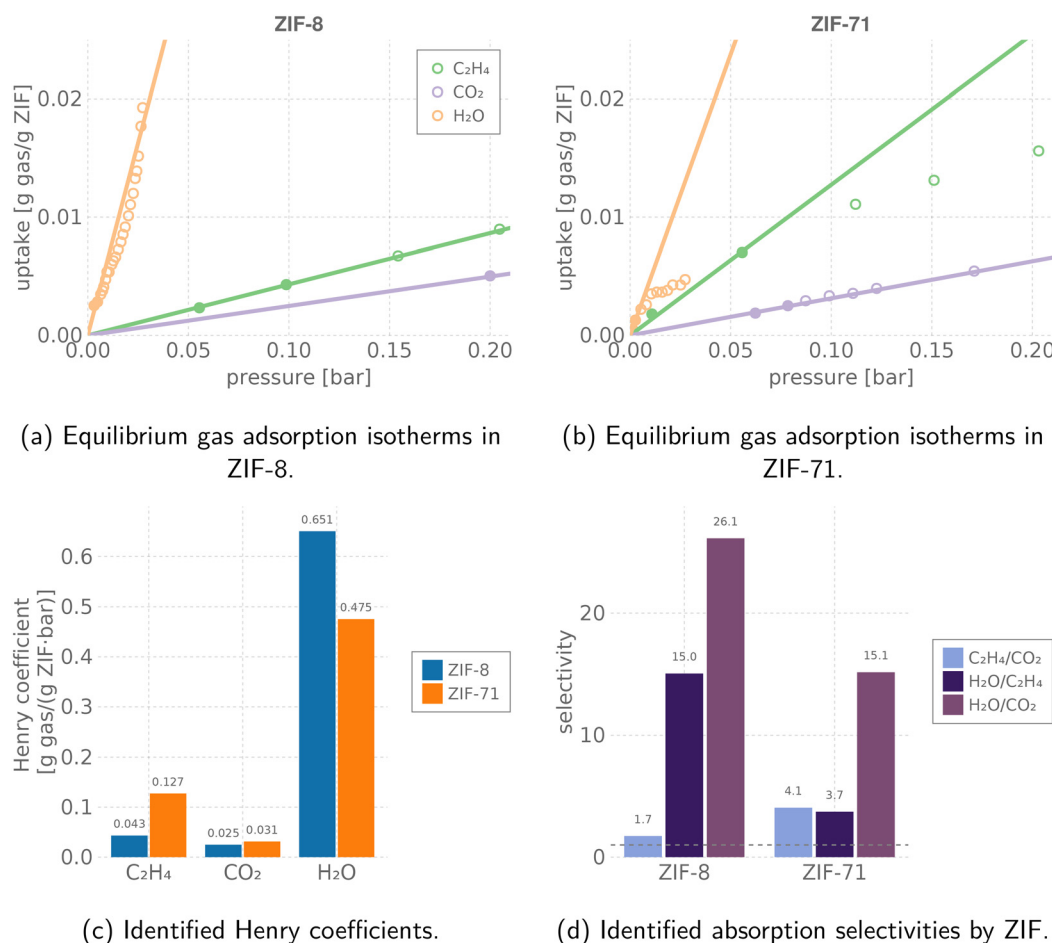 ZIF-8
ZIF-71
C₂H₄
CO₂
H₂O
uptake [g gas/g ZIF]
0.02
0.01
0.00
0.00 0.05 0.10 0.15 0.20
pressure [bar]
uptake [g gas/g ZIF]
0.02
0.01
0.00
0.00 0.05 0.10 0.15 0.20
pressure [bar]
(a) Equilibrium gas adsorption isotherms in
ZIF-8.
(b) Equilibrium gas adsorption isotherms in
ZIF-71.
Henry coefficient
[g gas/(g ZIF·bar)]
0.6
0.5
0.4
0.3
0.2
0.1
0.0
0.043
0.127
0.025
0.031
0.651
0.475
C₂H₄ CO₂ H₂O
ZIF-8
ZIF-71
selectivity
20
10
0
1.7
15.0
26.1
4.1
3.7
15.1
ZIF-8 ZIF-71
C₂H₄/CO₂
H₂O/C₂H₄
H₂O/CO₂
(c) Identified Henry coefficients.
(d) Identified absorption selectivities by ZIF.